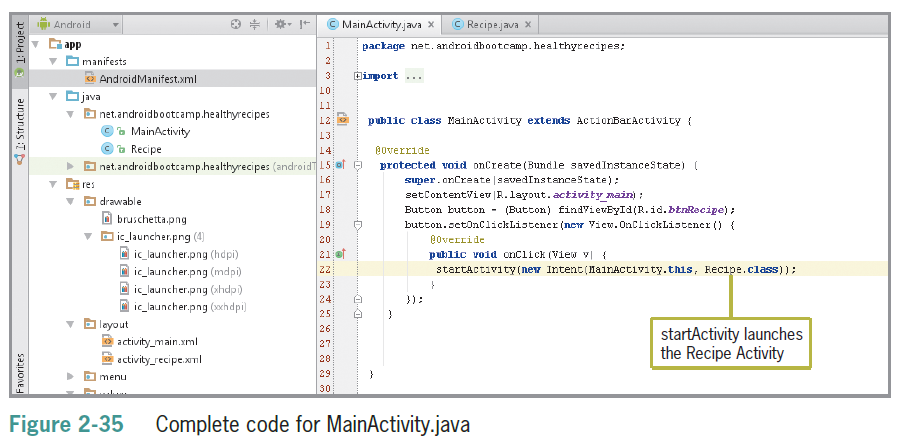 1: Project
Z: Structure
Favorites
Android
app
manifests
AndroidManifest.xml
java
net.androidbootcamp.healthyrecipes
MainActivity
Recipe
net.androidbootcamp.healthyrecipes (androidT
res
drawable
bruschetta.png
ic_launcher.png (4)
ic_launcher.png (hdpi)
ic_launcher.png (mdpi)
ic_launcher.png (xhdpi)
ic_launcher.png (xxhdpi)
layout
activity_main.xml
activity_recipe.xml
menu
MainActivity.java ×
Recipe.java ×
1 package net.androidbootcamp.healthyrecipes;
2
3 import ...
10
11
12 public class MainActivity extends ActionBarActivity {
13
14 @Override
15 protected void onCreate(Bundle savedInstanceState) {
16 super.onCreate(savedInstanceState);
17 setContentView(R.layout.activity_main);
18 Button button = (Button) findViewById(R.id.btnRecipe);
19 button.setOnClickListener(new View.OnClickListener() {
20 @Override
21 public void onClick(View v) {
22 startActivity(new Intent(MainActivity.this, Recipe.class));
23 }
24 });
25 }
26
27
28
29 }
30
startActivity launches
the Recipe Activity
Figure 2-35 Complete code for MainActivity.java